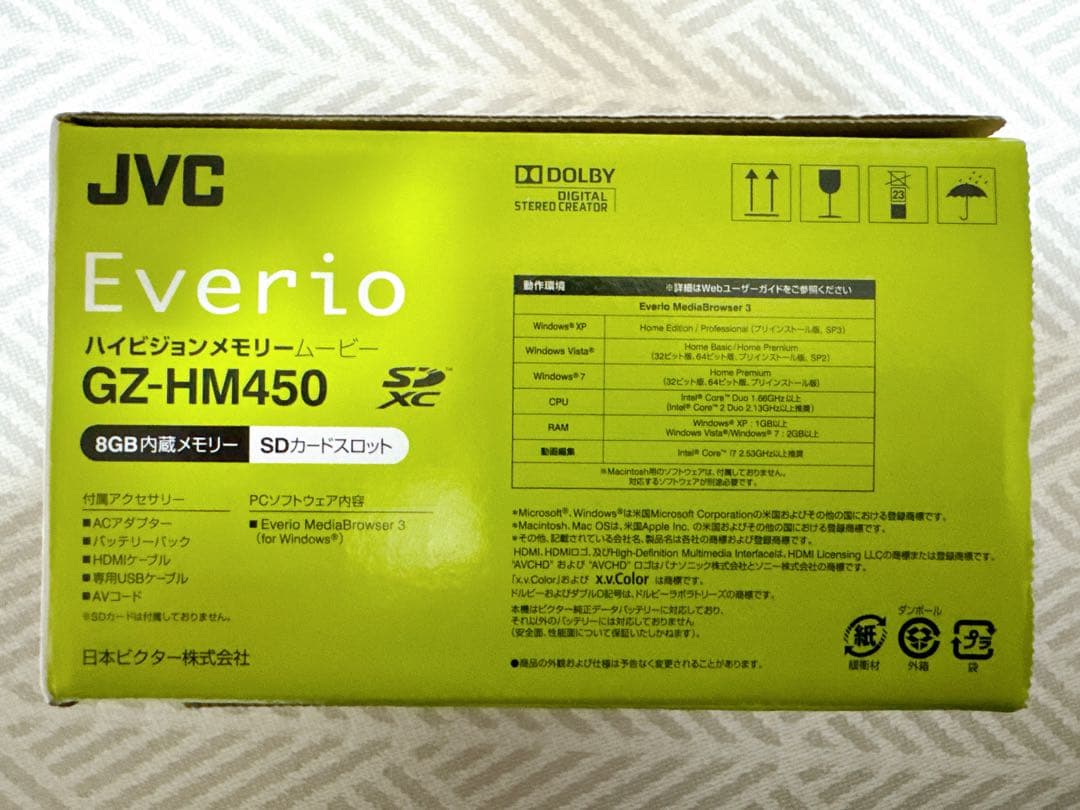 JVC
Everio
ハイビジョンメモリームービー
GZ-HM450
SDXC™
8GB内蔵メモリー SDカードスロット
付属アクセサリー
■ACアダプター
■バッテリーパック
■HDMIケーブル
■専用USBケーブル
■AVコード
※SDカードは付属しておりません。
PCソフトウェア内容
■Everio MediaBrowser 3
(for Windows®)
日本ビクター株式会社
DOLBY
DIGITAL
STEREO CREATOR
23
動作環境 ※詳細はWebユーザーガイドをご参照ください
Everio MediaBrowser 3
Windows® XP Home Edition / Professional (プリインストール版、SP3)
Windows Vista® Home Basic / Home Premium
(32ビット版、64ビット版、プリインストール版、SP2)
Windows® 7 Home Premium
(32ビット版、64ビット版、プリインストール版)
CPU Intel® Core™ Duo 1.66GHz以上
(Intel® Core™ 2 Duo 2.13GHz以上推奨)
RAM Windows® XP : 1GB以上
Windows Vista®/Windows® 7 : 2GB以上
動画編集 Intel® Core™ i7 2.53GHz以上推奨
※Macintosh用のソフトウェアは、付属しておりません。
対応するソフトウェアが別途必要です。
*Microsoft®、Windows®は米国Microsoft Corporationの米国およびその他の国における登録商標です。
*Macintosh、Mac OSは、米国Apple Inc. の米国およびその他の国における登録商標です。
*その他、記載されている会社名、製品名は各社の商標および登録商標です。
HDMI、HDMIロゴ、及びHigh-Definition Multimedia Interfaceは、HDMI Licensing LLCの商標または登録商標です。
"AVCHD" および "AVCHD" ロゴはパナソニック株式会社とソニー株式会社の商標です。
「x.v.Color」および x.v.Color は商標です。
ドルビーおよびダブルD記号は、ドルビーラボラトリーズの商標です。
本機はビクター純正データバッテリーに対応しており、
それ以外のバッテリーには対応しておりません
(安全面、性能面について保証いたしかねます)。
●商品の外観および仕様は予告なく変更されることがあります。
ダンボール
紙 プラ
緩衝材 外箱 袋